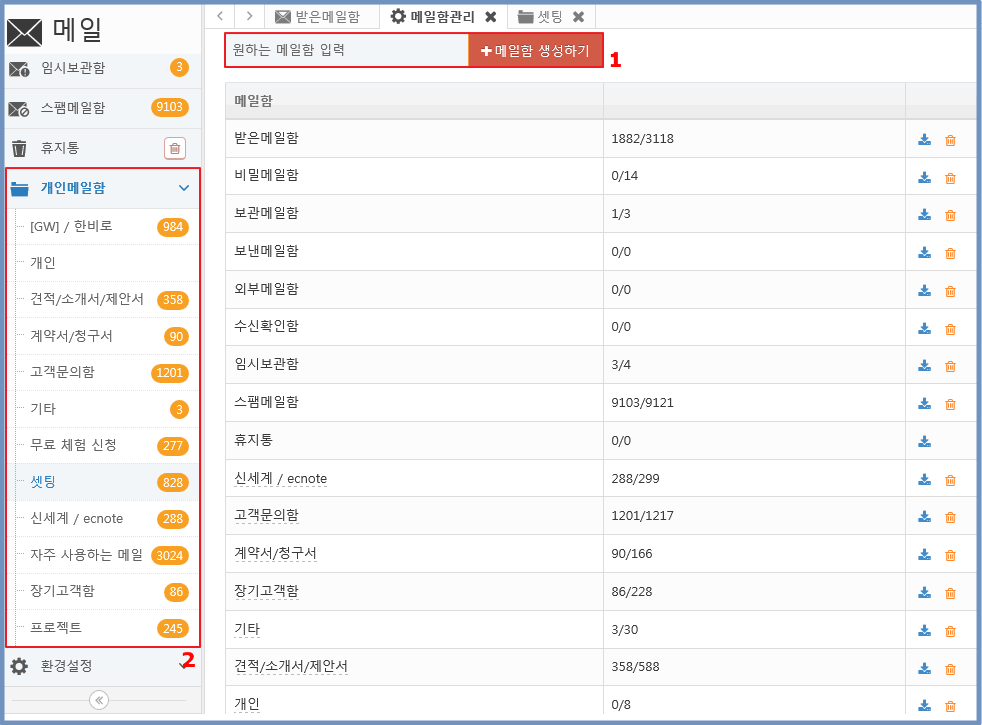 메일
임시보관함 3
스팸메일함 9103
휴지통
개인메일함
[GW] / 한비로 984
개인
견적/소개서/제안서 358
계약서/청구서 90
고객문의함 1201
기타 3
무료 체험 신청 277
셋팅 828
신세계 / ecnote 288
자주 사용하는 메일 3024
장기고객함 86
프로젝트 245
2
환경설정
받은메일함 메일함관리 셋팅
원하는 메일함 입력 +메일함 생성하기 1
메일함
받은메일함 1882/3118
비밀메일함 0/14
보관메일함 1/3
보낸메일함 0/0
외부메일함 0/0
수신확인함 0/0
임시보관함 3/4
스팸메일함 9103/9121
휴지통 0/0
신세계 / ecnote 288/299
고객문의함 1201/1217
계약서/청구서 90/166
장기고객함 86/228
기타 3/30
견적/소개서/제안서 358/588
개인 0/8